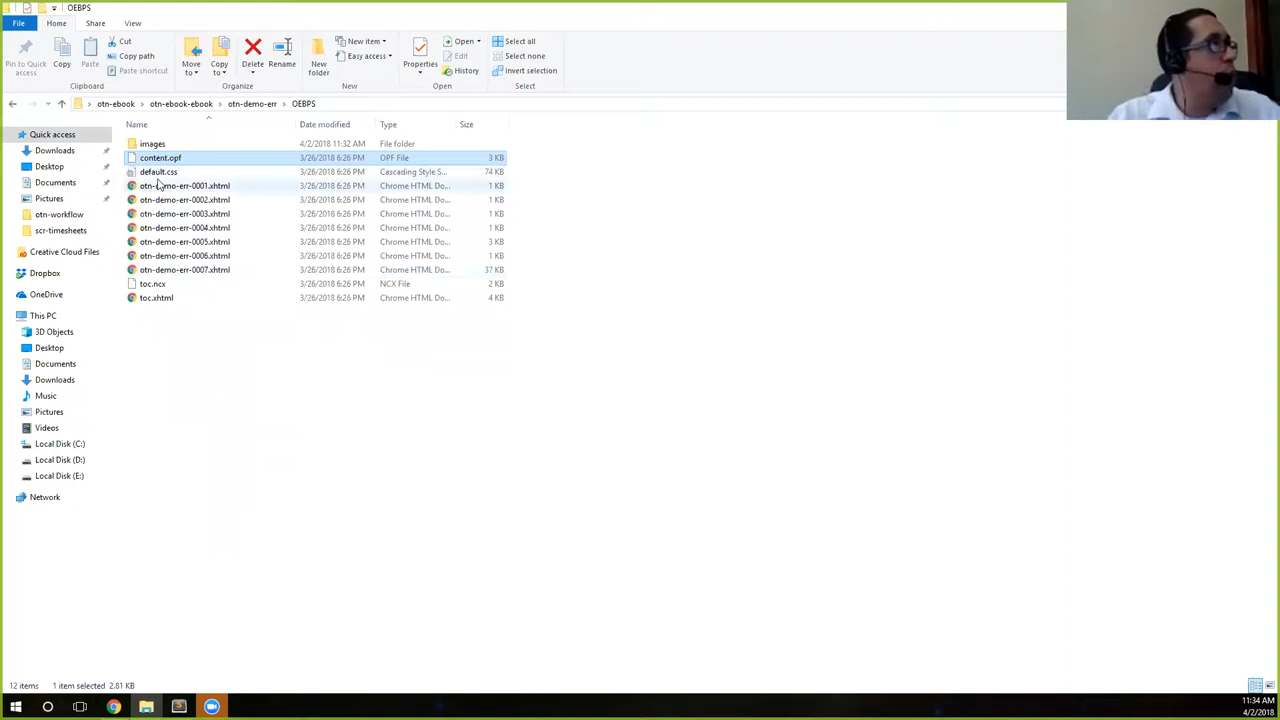 OEBPS
File Home Share View
Pin to Quick access
Copy
Paste
Cut
Copy path
Paste shortcut
Clipboard
Move to
Copy to
Delete
Rename
Organize
New folder
New item
Easy access
New
Properties
Open
Edit
History
Open
Select all
Select none
Invert selection
Select
otn-ebook > otn-ebook-ebook > otn-demo-err > OEBPS
Name Date modified Type Size
images 4/2/2018 11:32 AM File folder
content.opf 3/26/2018 6:26 PM OPF File 3 KB
default.css 3/26/2018 6:26 PM Cascading Style S... 74 KB
otn-demo-err-0001.xhtml 3/26/2018 6:26 PM Chrome HTML Do... 1 KB
otn-demo-err-0002.xhtml 3/26/2018 6:26 PM Chrome HTML Do... 1 KB
otn-demo-err-0003.xhtml 3/26/2018 6:26 PM Chrome HTML Do... 1 KB
otn-demo-err-0004.xhtml 3/26/2018 6:26 PM Chrome HTML Do... 1 KB
otn-demo-err-0005.xhtml 3/26/2018 6:26 PM Chrome HTML Do... 3 KB
otn-demo-err-0006.xhtml 3/26/2018 6:26 PM Chrome HTML Do... 1 KB
otn-demo-err-0007.xhtml 3/26/2018 6:26 PM Chrome HTML Do... 37 KB
toc.ncx 3/26/2018 6:26 PM NCX File 2 KB
toc.xhtml 3/26/2018 6:26 PM Chrome HTML Do... 4 KB
Quick access
Downloads
Desktop
Documents
Pictures
otn-workflow
scr-timesheets
Creative Cloud Files
Dropbox
OneDrive
This PC
3D Objects
Desktop
Documents
Downloads
Music
Pictures
Videos
Local Disk (C:)
Local Disk (D:)
Local Disk (E:)
Network
12 items 1 item selected 2.81 KB
11:34 AM
4/2/2018